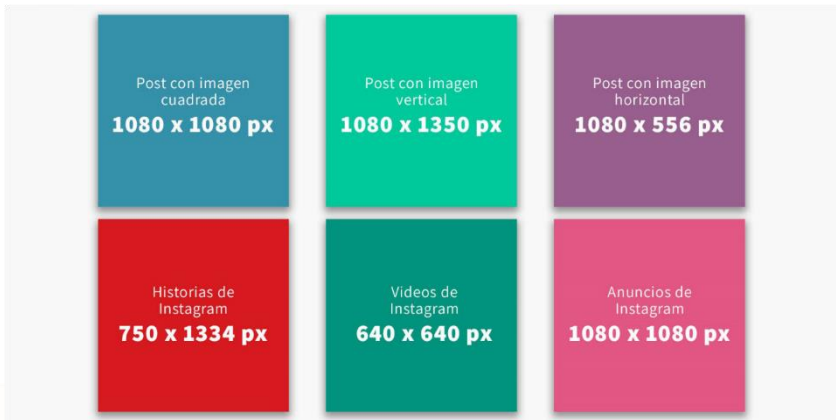 Post con imagen
cuadrada
1080 x 1080 px
Post con imagen
vertical
1080 x 1350 px
Post con imagen
horizontal
1080 x 556 px
Historias de
Instagram
750 x 1334 px
Videos de
Instagram
640 x 640 px
Anuncios de
Instagram
1080 x 1080 px